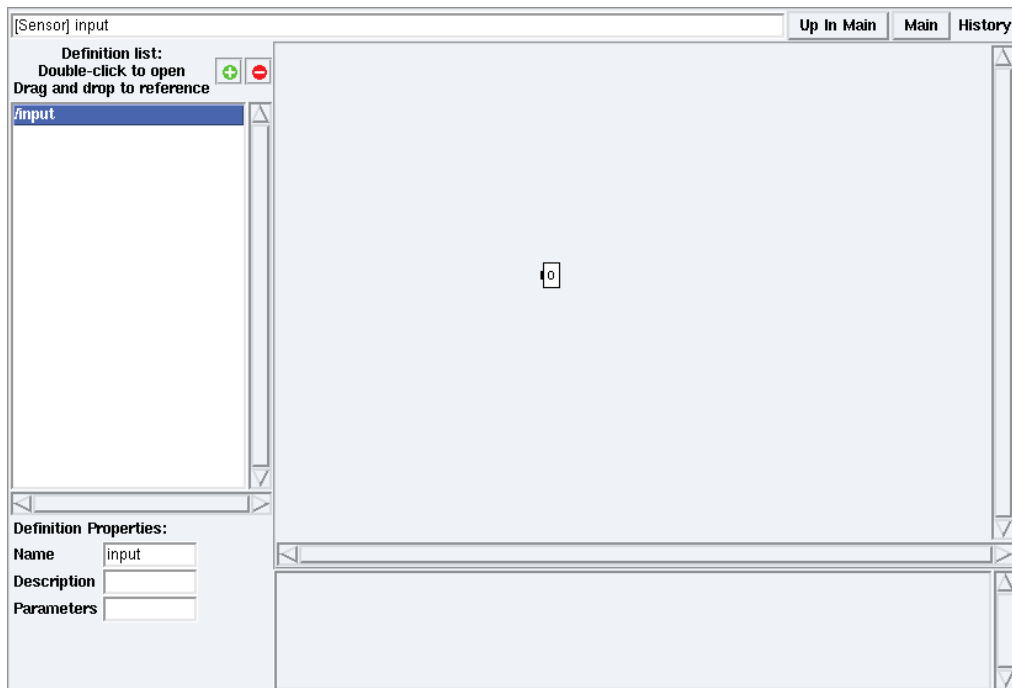 [Sensor] input
Up In Main
Main
History
Definition list:
Double-click to open
Drag and drop to reference
/input
o
Definition Properties:
Name
input
Description
Parameters